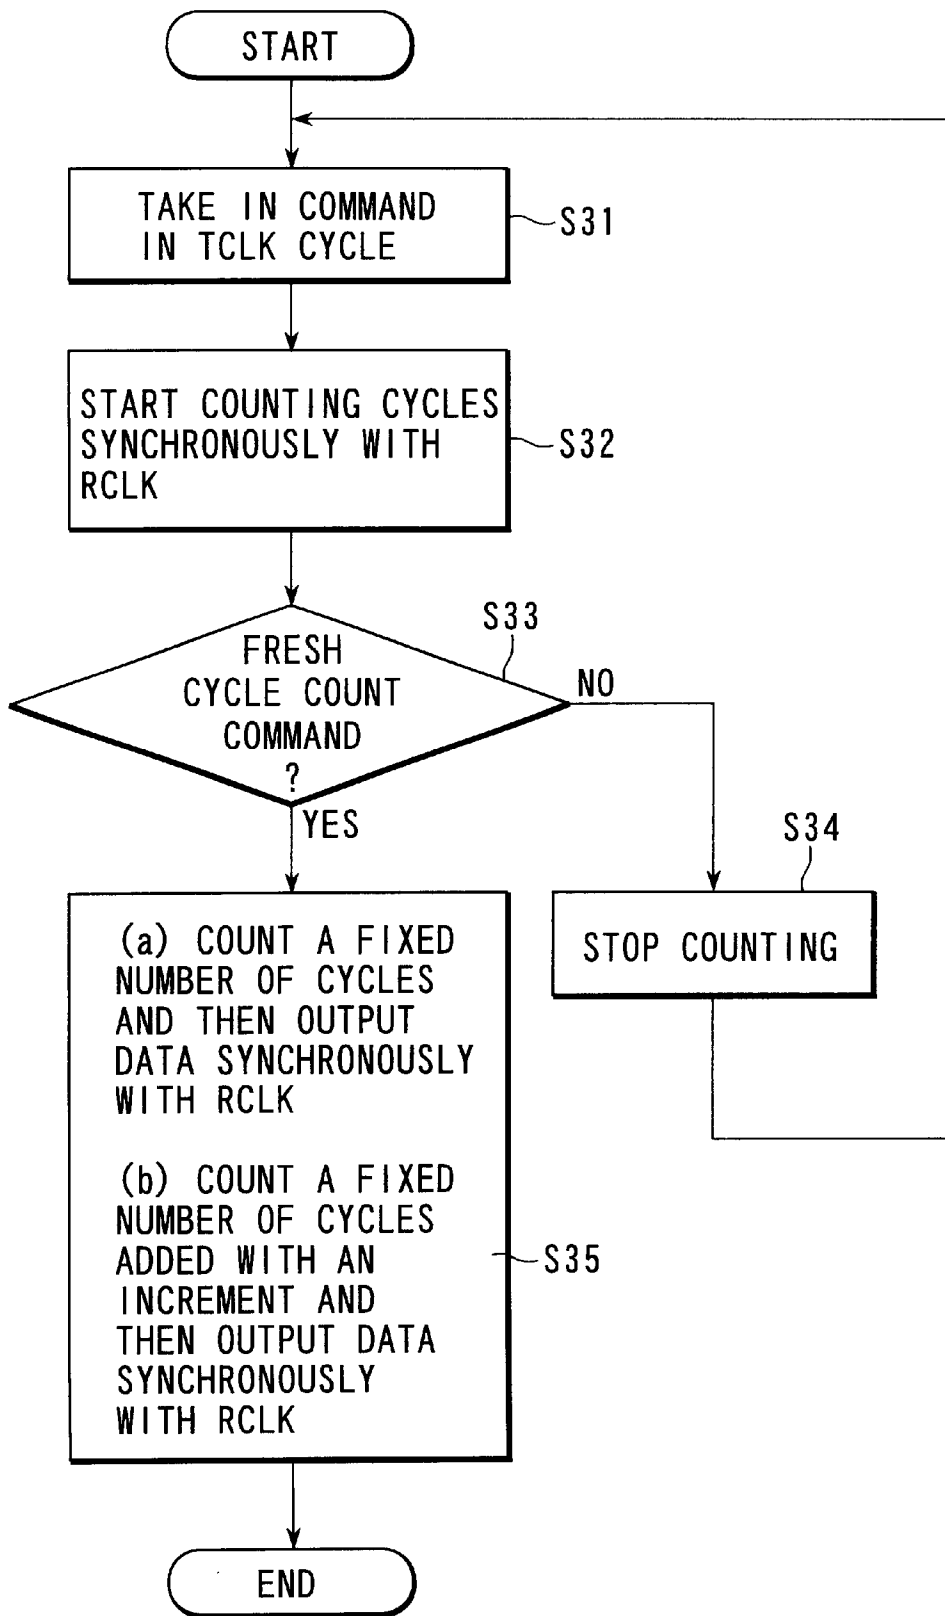 START
TAKE IN COMMAND
IN TCLK CYCLE
S31
START COUNTING CYCLES
SYNCHRONOUSLY WITH
RCLK
S32
S33
FRESH
CYCLE COUNT
COMMAND
?
NO
YES
S34
STOP COUNTING
(a) COUNT A FIXED
NUMBER OF CYCLES
AND THEN OUTPUT
DATA SYNCHRONOUSLY
WITH RCLK
(b) COUNT A FIXED
NUMBER OF CYCLES
ADDED WITH AN
INCREMENT AND
THEN OUTPUT DATA
SYNCHRONOUSLY
WITH RCLK
S35
END